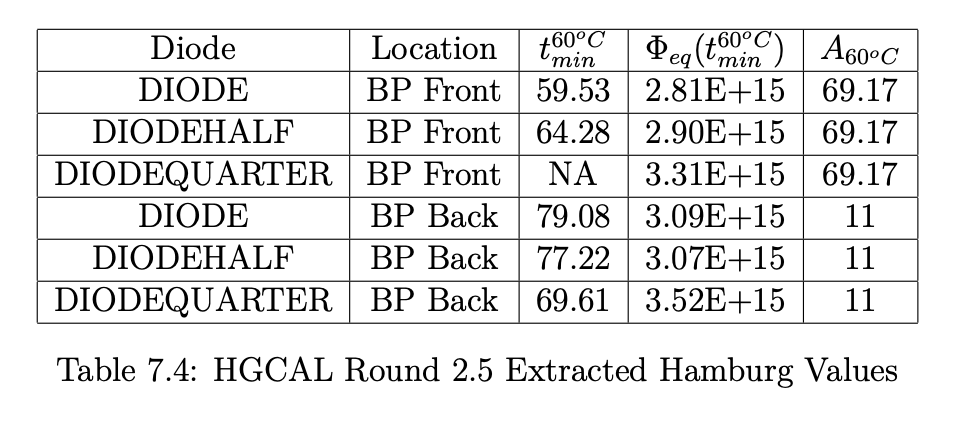 Diode Location $t_{min}^{60^oC}$ $\Phi_{eq}(t_{min}^{60^oC})$ $A_{60^oC}$
DIODE BP Front 59.53 2.81E+15 69.17
DIODEHALF BP Front 64.28 2.90E+15 69.17
DIODEQUARTER BP Front NA 3.31E+15 69.17
DIODE BP Back 79.08 3.09E+15 11
DIODEHALF BP Back 77.22 3.07E+15 11
DIODEQUARTER BP Back 69.61 3.52E+15 11
Table 7.4: HGCAL Round 2.5 Extracted Hamburg Values